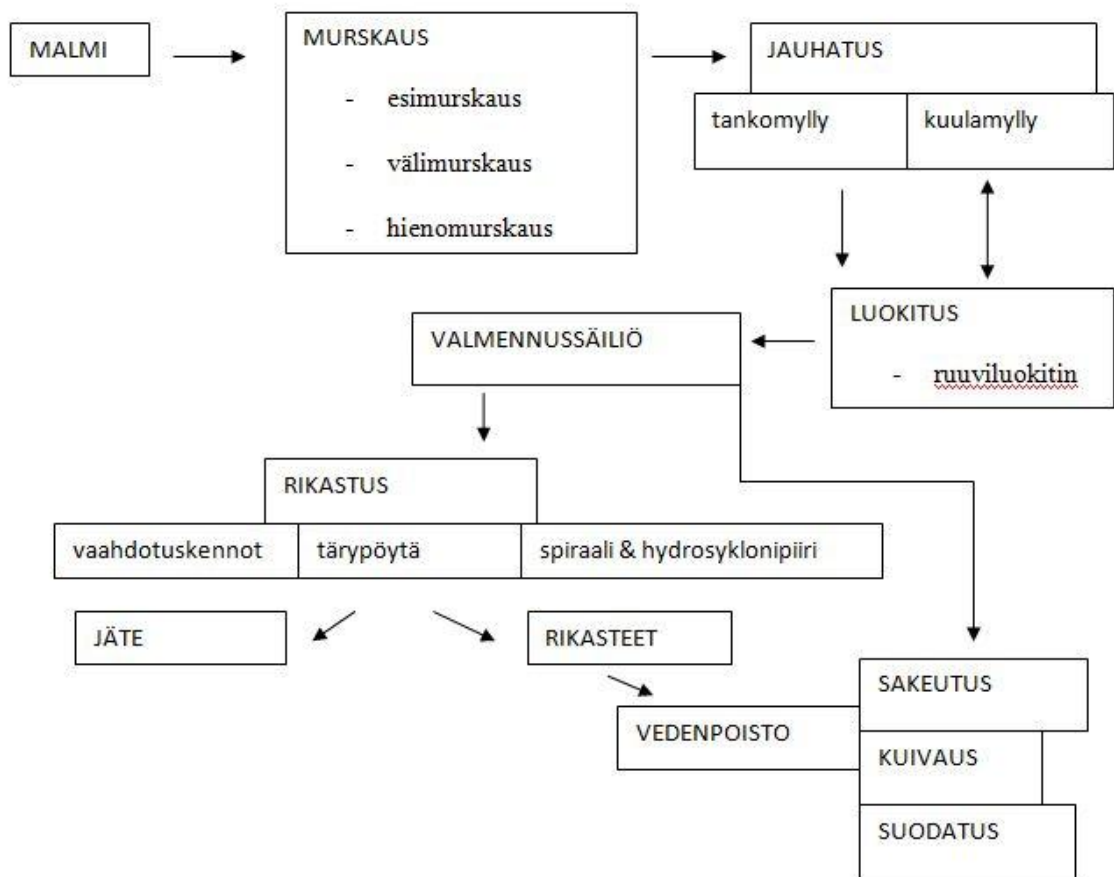 MALMI
MURSKAUS
- esimurskaus
- välimurskaus
- hienomurskaus
JAUHATUS
tankomylly
kuulamylly
LUOKITUS
- ruuviluokitin
VALMENNUSSÄILIÖ
RIKASTUS
vaahdotuskennot
tärypöytä
spiraali & hydrosyklonipiiri
JÄTE
RIKASTEET
VEDENPOISTO
SAKEUTUS
KUIVAUS
SUODATUS